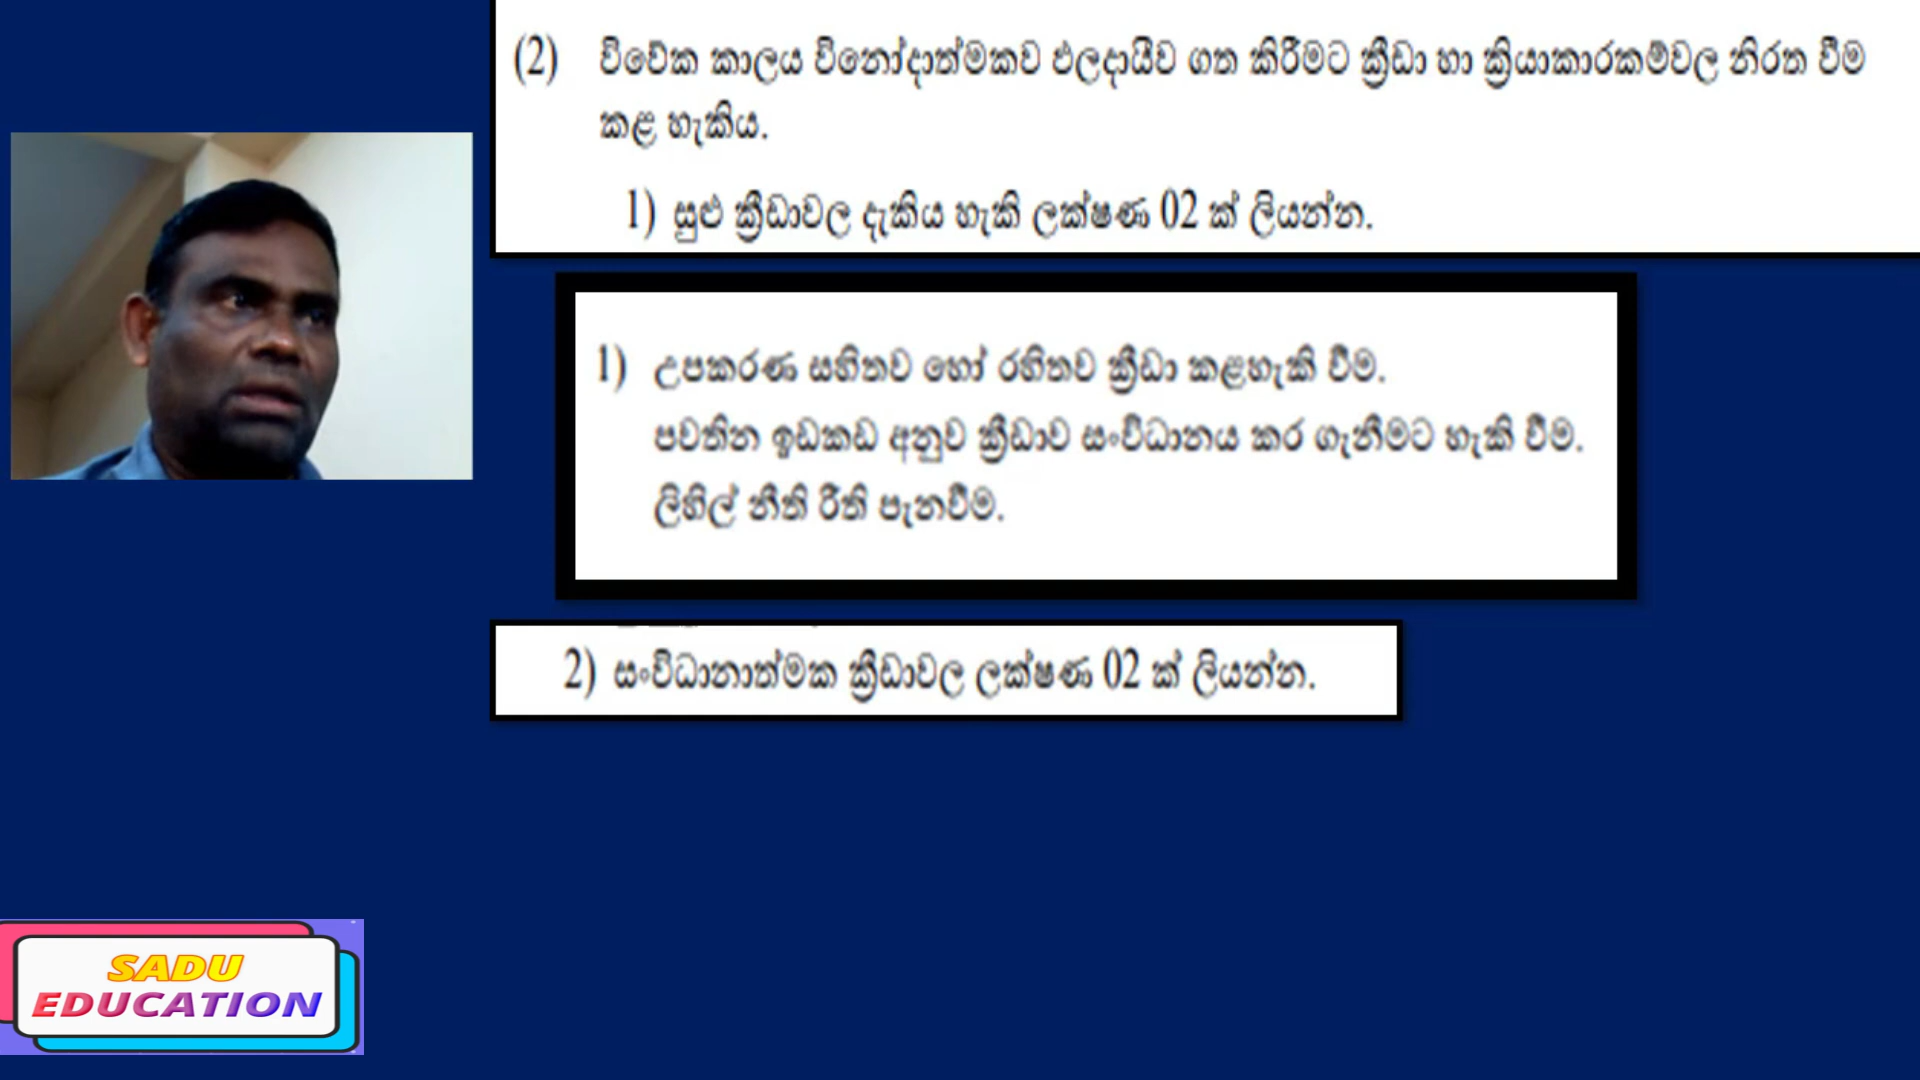 (2) විවේක කාලය විනෝදාත්මකව ඵලදායීව ගත කිරීමට ක්‍රීඩා හා ක්‍රියාකාරකම්වල නිරත වීම
කළ හැකිය.
1) සුළු ක්‍රීඩාවල දැකිය හැකි ලක්ෂණ 02 ක් ලියන්න.
1) උපකරණ සහිතව හෝ රහිතව ක්‍රීඩා කළහැකි වීම.
පවතින ඉඩකඩ අනුව ක්‍රීඩාව සංවිධානය කර ගැනීමට හැකි වීම.
ලිහිල් නීති රීති පැනවීම.
2) සංවිධානාත්මක ක්‍රීඩාවල ලක්ෂණ 02 ක් ලියන්න.
SADU
EDUCATION